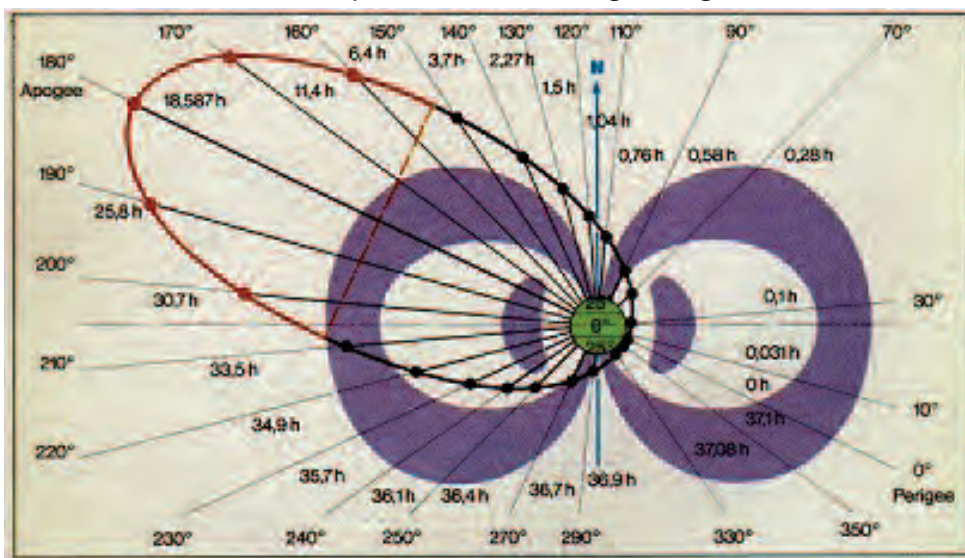 170°
160°
150°
140°
130°
120°
110°
90°
70°
6,4 h
3,7 h
2,27 h
N
180°
Apogee
18,587 h
11,4 h
1,5 h
1,04 h
0,76 h
0,58 h
0,28 h
190°
25,8 h
200°
30,7 h
25°
0°
25°
0,1 h
30°
0,031 h
210°
33,5 h
0 h
10°
37,1 h
34,9 h
37,08 h
220°
35,7 h
36,1 h
36,4 h
36,7 h
36,9 h
0°
Perigee
230°
240°
250°
270°
290°
330°
350°